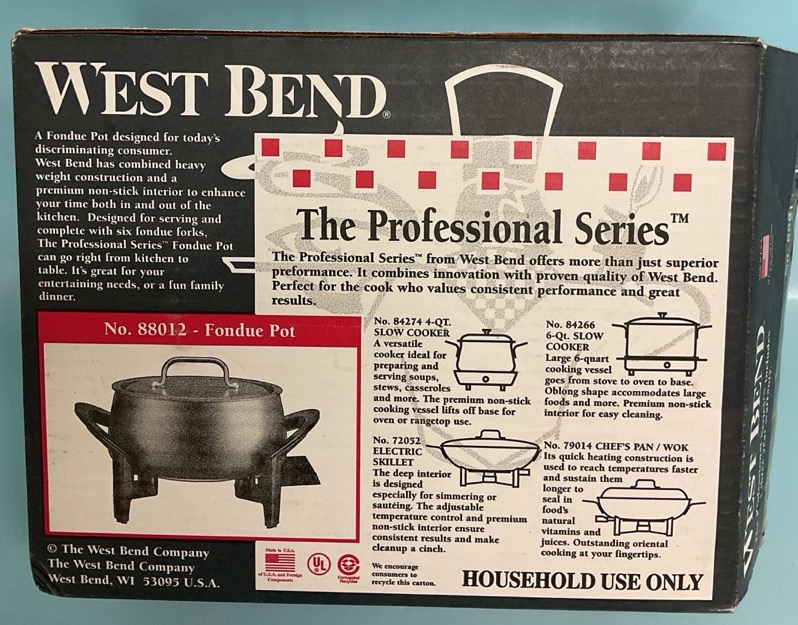 WEST BEND®
A Fondue Pot designed for today's
discriminating consumer.
West Bend has combined heavy
weight construction and a
premium non-stick interior to enhance
your time both in and out of the
kitchen. Designed for serving and
complete with six fondue forks,
The Professional Series™ Fondue Pot
can go right from kitchen to
table. It's great for your
entertaining needs, or a fun family
dinner.
The Professional Series™
The Professional Series™ from West Bend offers more than just superior
preformance. It combines innovation with proven quality of West Bend.
Perfect for the cook who values consistent performance and great
results.
No. 88012 - Fondue Pot
No. 84274 4-QT.
SLOW COOKER
A versatile
cooker ideal for
preparing and
serving soups,
stews, casseroles
and more. The premium non-stick
cooking vessel lifts off base for
oven or rangetop use.
No. 84266
6-Qt. SLOW
COOKER
Large 6-quart
cooking vessel
goes from stove to oven to base.
Oblong shape accommodates large
foods and more. Premium non-stick
interior for easy cleaning.
No. 72052
ELECTRIC
SKILLET
The deep interior
is designed
especially for simmering or
sautéing. The adjustable
temperature control and premium
non-stick interior ensure
consistent results and make
cleanup a cinch.
No. 79014 CHEF'S PAN / WOK
Its quick heating construction is
used to reach temperatures faster
and sustain them
longer to
seal in
food's
natural
vitamins and
juices. Outstanding oriental
cooking at your fingertips.
© The West Bend Company
The West Bend Company
West Bend, WI 53095 U.S.A.
Made in U.S.A.
of U.S.A. and Foreign
Components
UL
Corrugated
Recycles
We encourage
consumers to
recycle this carton.
HOUSEHOLD USE ONLY
WEST BEND